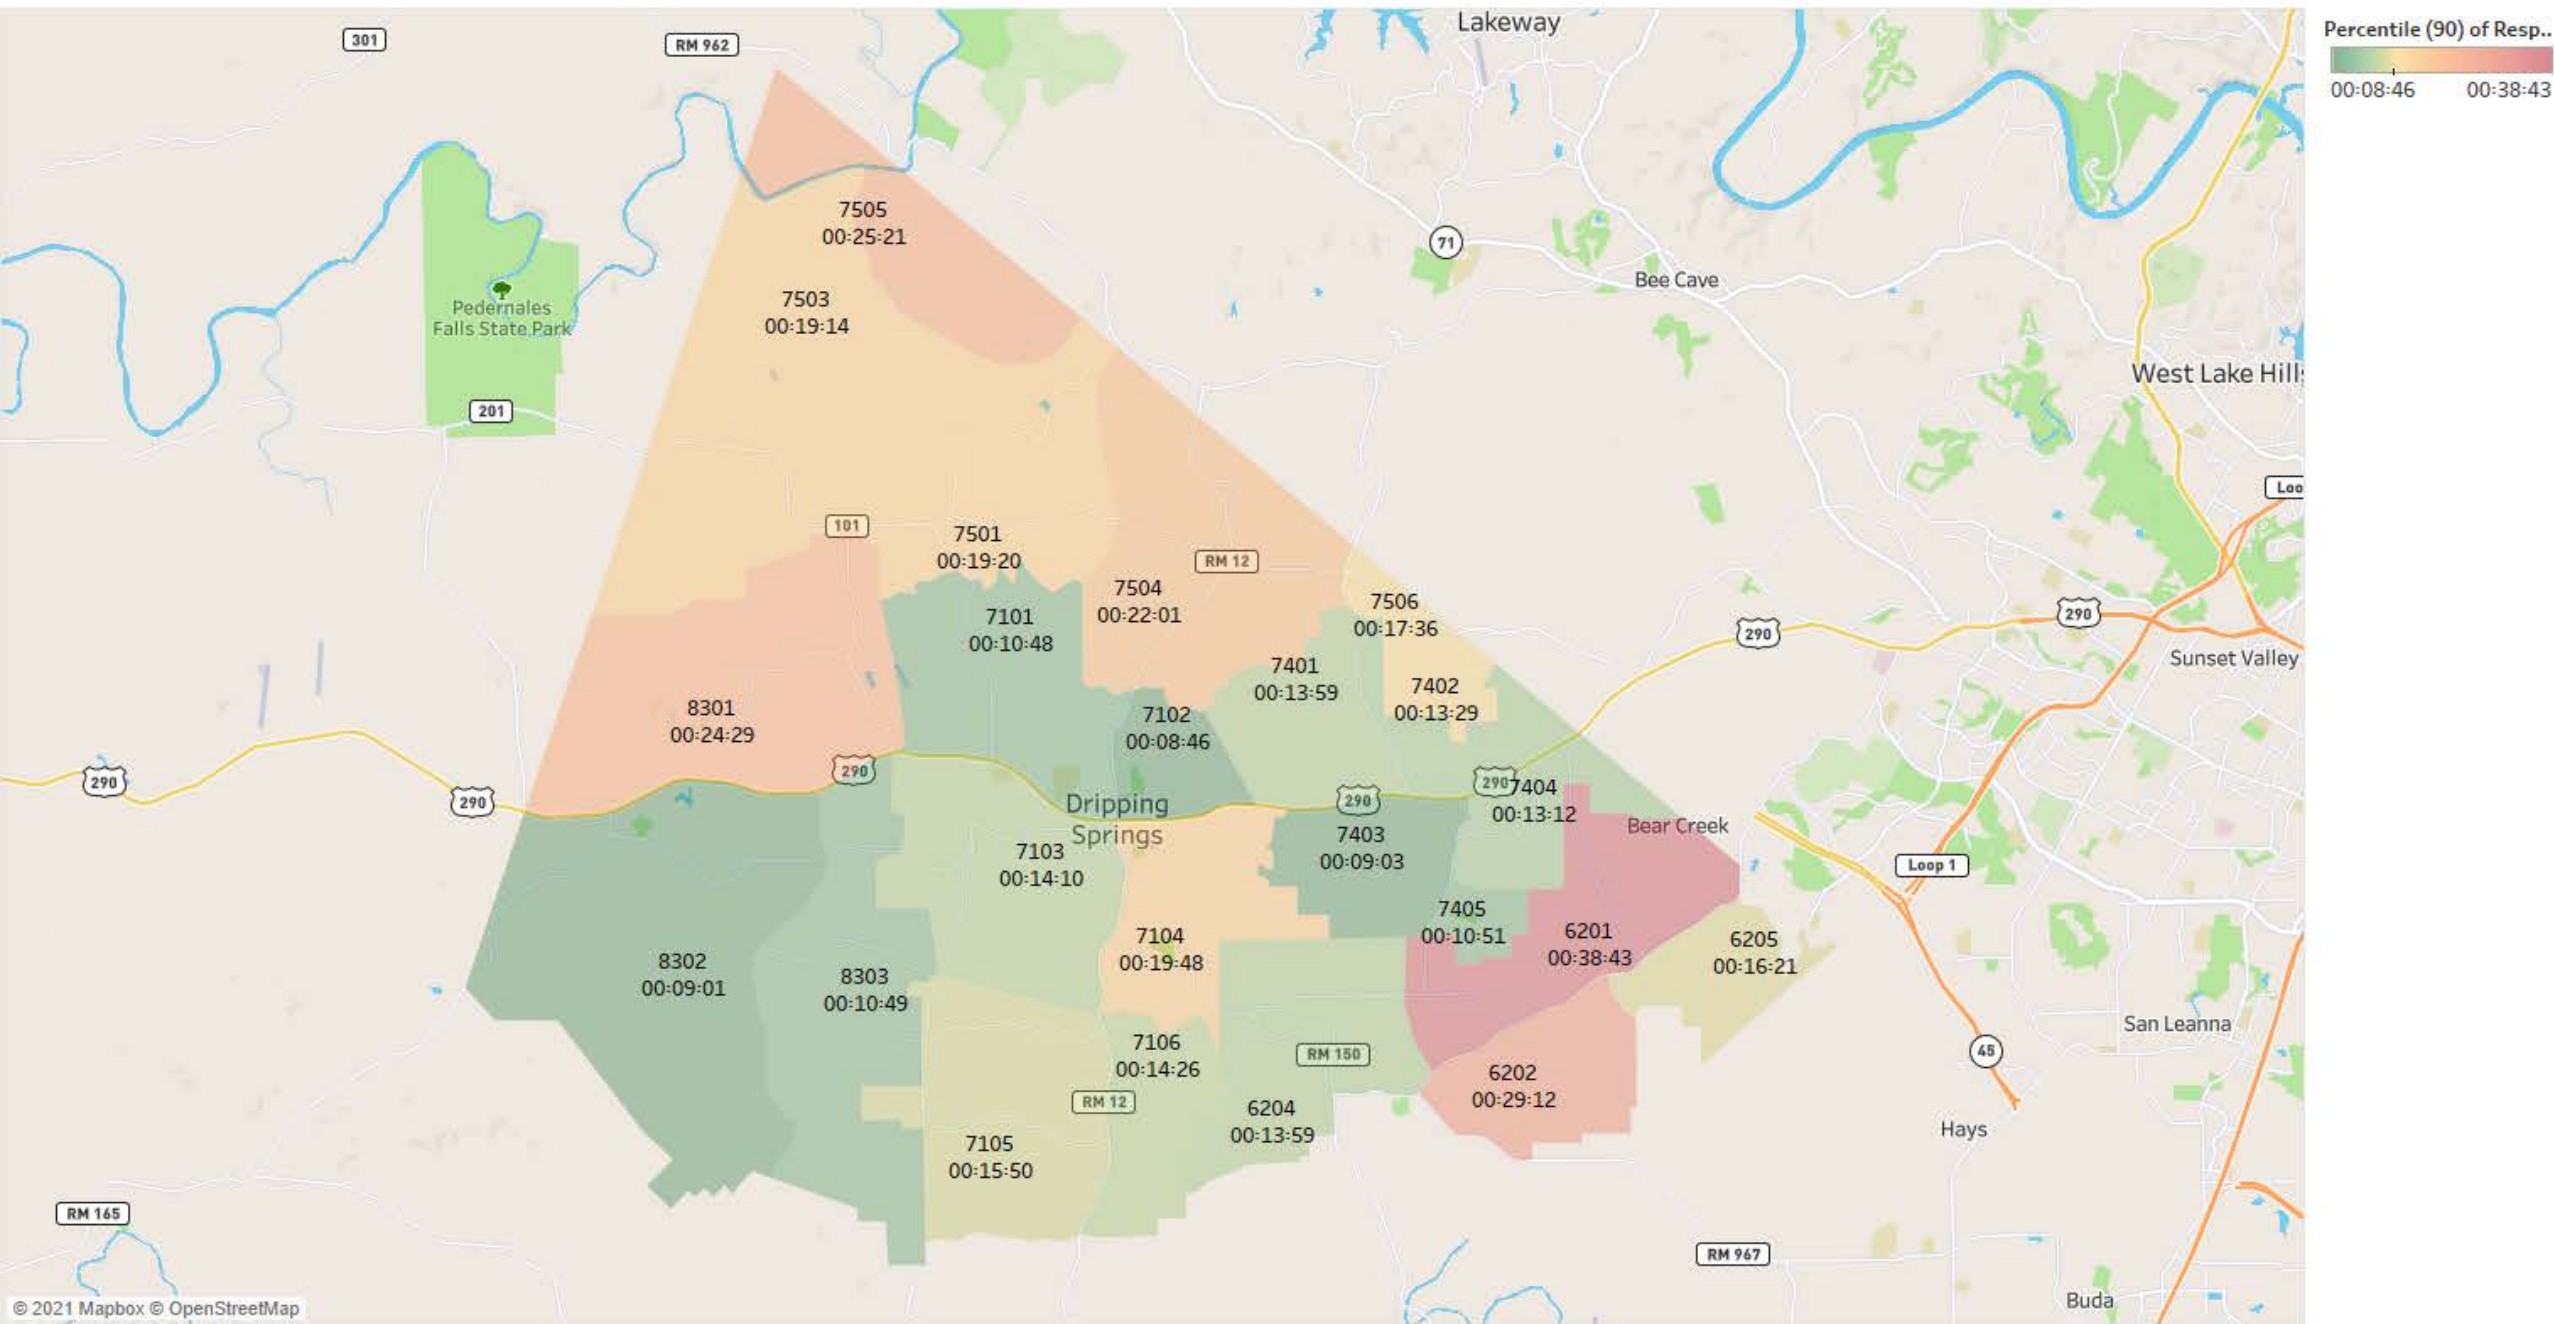 301
RM 962
Lakeway
Percentile (90) of Resp..
00:08:46 00:38:43
7505
00:25:21
71
Bee Cave
7503
00:19:14
Pedernales
Falls State Park
201
West Lake Hills
Loo
101
7501
00:19:20
RM 12
7504
00:22:01
7506
00:17:36
7101
00:10:48
290
290
Sunset Valley
7401
00:13:59
7402
00:13:29
8301
00:24:29
7102
00:08:46
290
290
290
290
290
7404
00:13:12
Dripping
Springs
7403
00:09:03
Bear Creek
Loop 1
7103
00:14:10
7405
00:10:51
7104
00:19:48
6201
00:38:43
6205
00:16:21
8302
00:09:01
8303
00:10:49
San Leanna
7106
00:14:26
RM 150
45
RM 12
6202
00:29:12
6204
00:13:59
Hays
7105
00:15:50
RM 165
RM 967
Buda
© 2021 Mapbox © OpenStreetMap